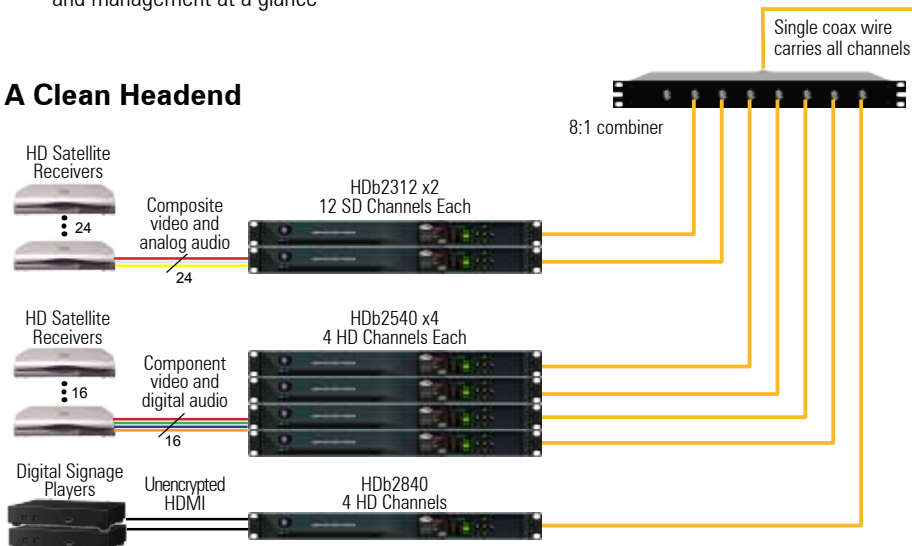 and management at a glance
Single coax wire
carries all channels
A Clean Headend
8:1 combiner
HD Satellite
Receivers
24
Composite
video and
analog audio
24
HDb2312 x2
12 SD Channels Each
HD Satellite
Receivers
16
Component
video and
digital audio
16
HDb2540 x4
4 HD Channels Each
Digital Signage
Players
Unencrypted
HDMI
HDb2840
4 HD Channels